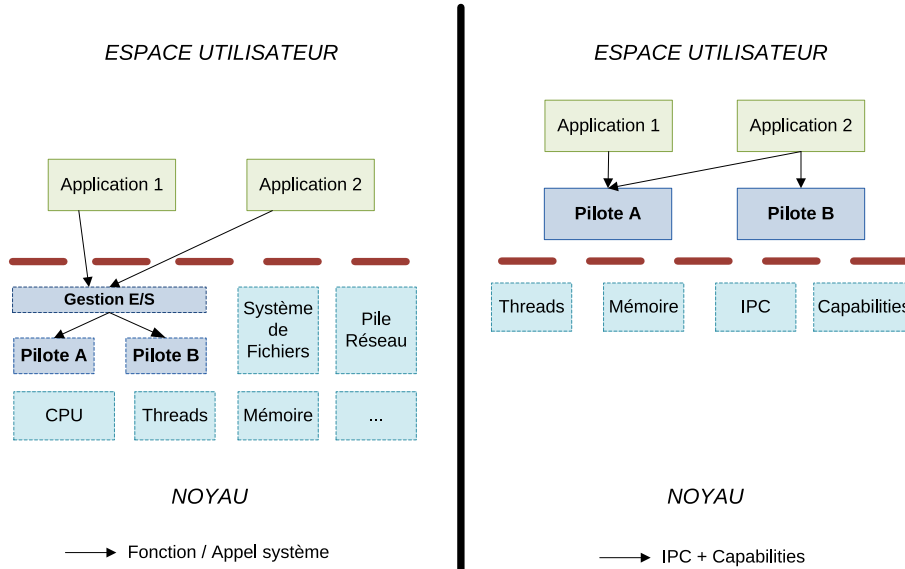 ESPACE UTILISATEUR
Application 1
Application 2
Gestion E/S
Pilote A
Pilote B
Système
de
Fichiers
Pile
Réseau
CPU
Threads
Mémoire
...
NOYAU
Fonction / Appel système
ESPACE UTILISATEUR
Application 1
Application 2
Pilote A
Pilote B
Threads
Mémoire
IPC
Capabilities
NOYAU
IPC + Capabilities